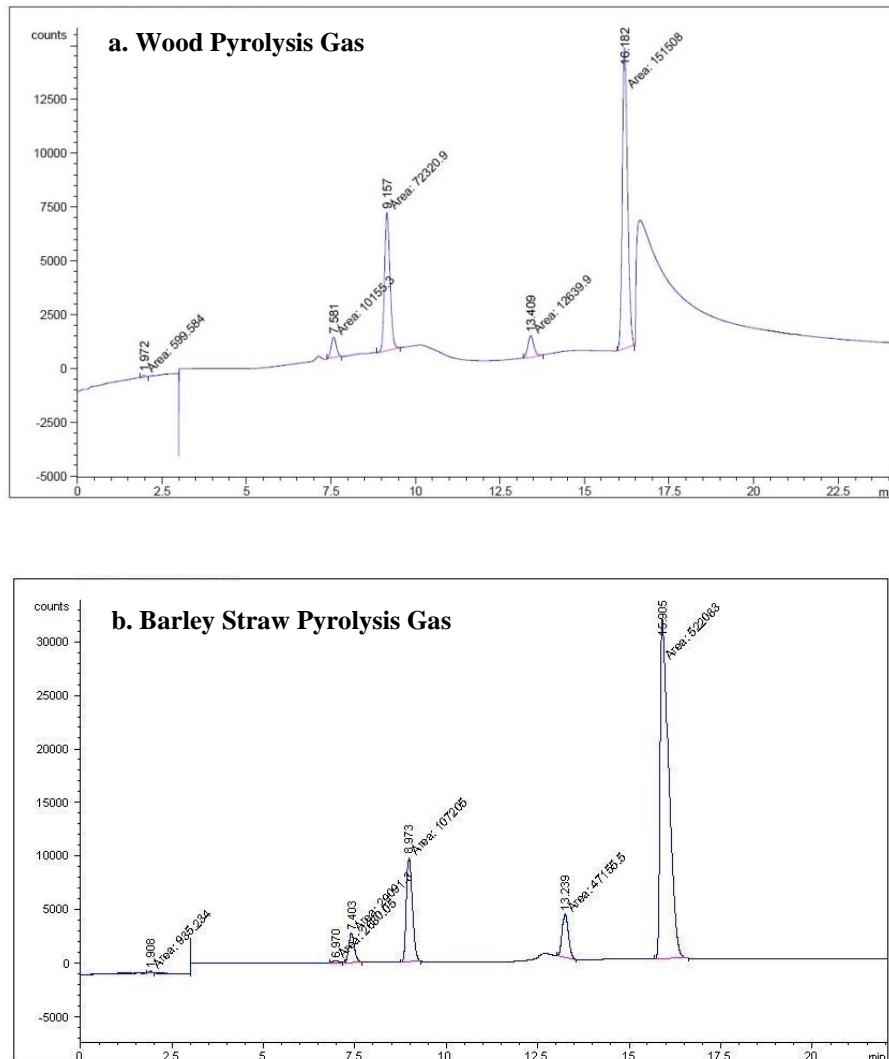 a. Wood Pyrolysis Gas
counts
12500
10000
7500
5000
2500
0
-2500
-5000
1.972
Area: 599.584
7.581
Area: 10155.3
9.157
Area: 72320.9
13.409
Area: 12639.9
16.182
Area: 151508
0 2.5 5 7.5 10 12.5 15 17.5 20 22.5 m
b. Barley Straw Pyrolysis Gas
counts
30000
25000
20000
15000
10000
5000
0
-5000
1.908
Area: 935.234
6.970
Area: 2680.05
7.403
8.973
Area: 107205
13.239
Area: 47155.5
15.905
Area: 522083
0 2.5 5 7.5 10 12.5 15 17.5 20 min